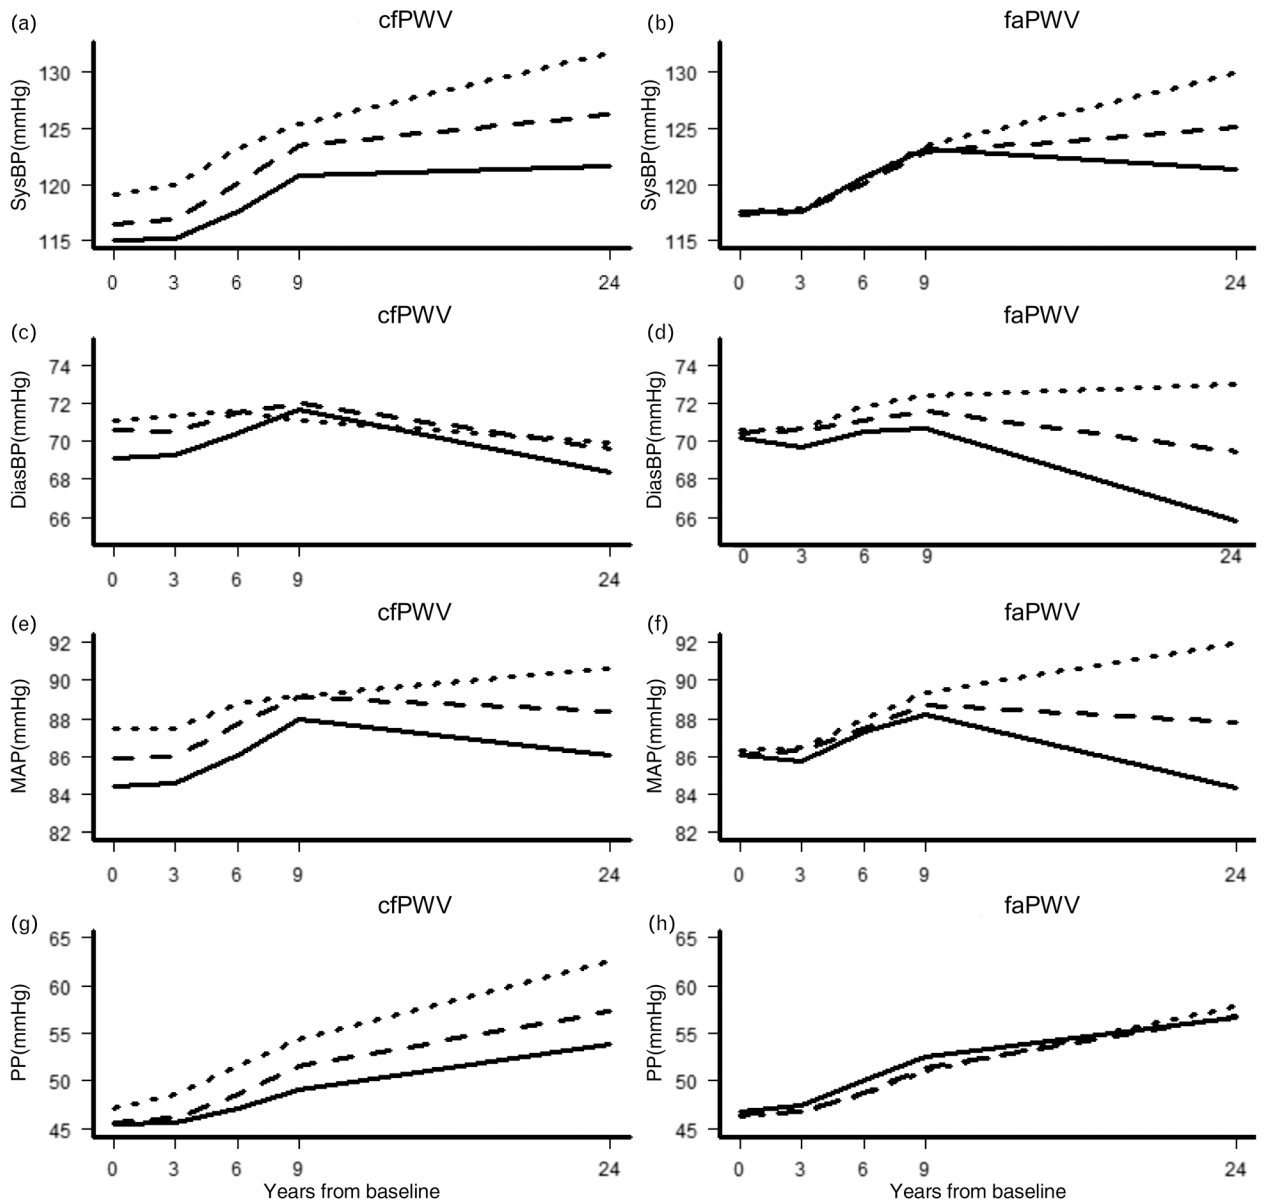 (a) cfPWV
SysBP(mmHg)
130
125
120
115
0 3 6 9 24
(b) faPWV
SysBP(mmHg)
130
125
120
115
0 3 6 9 24
(c) cfPWV
DiasBP(mmHg)
74
72
70
68
66
0 3 6 9 24
(d) faPWV
DiasBP(mmHg)
74
72
70
68
66
0 3 6 9 24
(e) cfPWV
MAP(mmHg)
92
90
88
86
84
82
0 3 6 9 24
(f) faPWV
MAP(mmHg)
92
90
88
86
84
82
0 3 6 9 24
(g) cfPWV
PP(mmHg)
65
60
55
50
45
0 3 6 9 24
Years from baseline
(h) faPWV
PP(mmHg)
65
60
55
50
45
0 3 6 9 24
Years from baseline